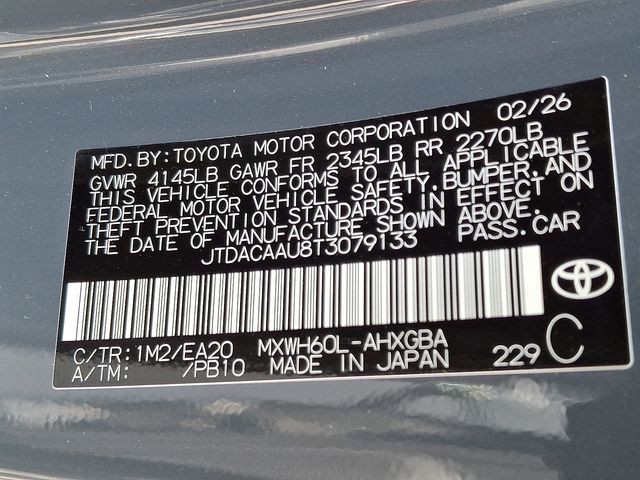 MFD. BY: TOYOTA MOTOR CORPORATION 02/26
GVWR 4145LB GAWR FR 2345LB RR 2270LB
THIS VEHICLE CONFORMS TO ALL APPLICABLE
FEDERAL MOTOR VEHICLE SAFETY, BUMPER, AND
THEFT PREVENTION STANDARDS IN EFFECT ON
THE DATE OF MANUFACTURE SHOWN ABOVE.
JTDACAAU8T3079133 PASS. CAR
C/TR: 1M2/EA20 MXWH60L-AHXGBA
A/TM: /PB10 MADE IN JAPAN 229 C